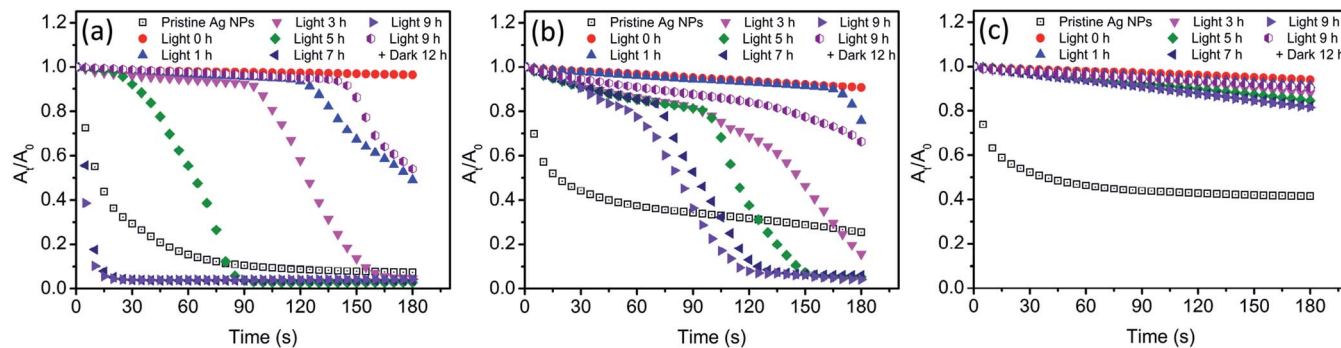 (a)
Pristine Ag NPs
Light 0 h
Light 1 h
Light 3 h
Light 5 h
Light 7 h
Light 9 h
Light 9 h
+ Dark 12 h
1.2
1.0
0.8
0.6
0.4
0.2
0.0
At/A0
0 30 60 90 120 150 180
Time (s)
(b)
Pristine Ag NPs
Light 0 h
Light 1 h
Light 3 h
Light 5 h
Light 7 h
Light 9 h
Light 9 h
+ Dark 12 h
1.2
1.0
0.8
0.6
0.4
0.2
0.0
At/A0
0 30 60 90 120 150 180
Time (s)
(c)
Pristine Ag NPs
Light 0 h
Light 1 h
Light 3 h
Light 5 h
Light 7 h
Light 9 h
Light 9 h
+ Dark 12 h
1.2
1.0
0.8
0.6
0.4
0.2
0.0
At/A0
0 30 60 90 120 150 180
Time (s)